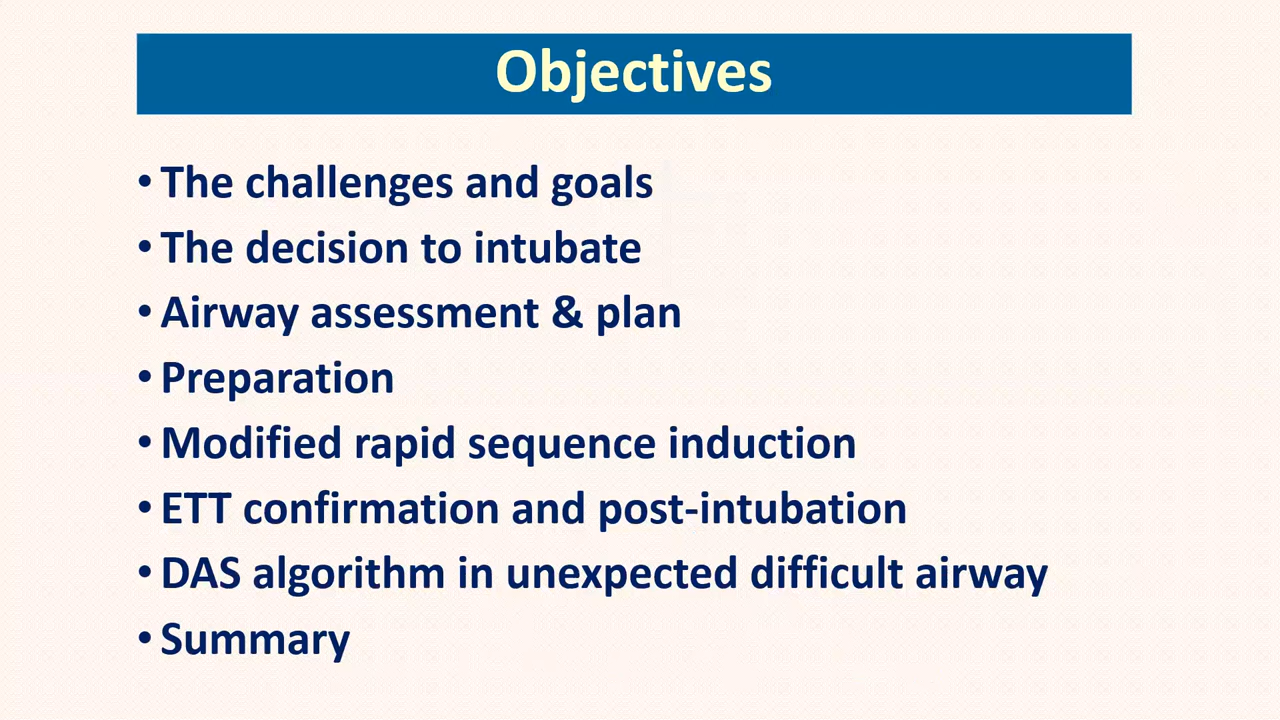 Objectives
• The challenges and goals
• The decision to intubate
• Airway assessment & plan
• Preparation
• Modified rapid sequence induction
• ETT confirmation and post-intubation
• DAS algorithm in unexpected difficult airway
• Summary